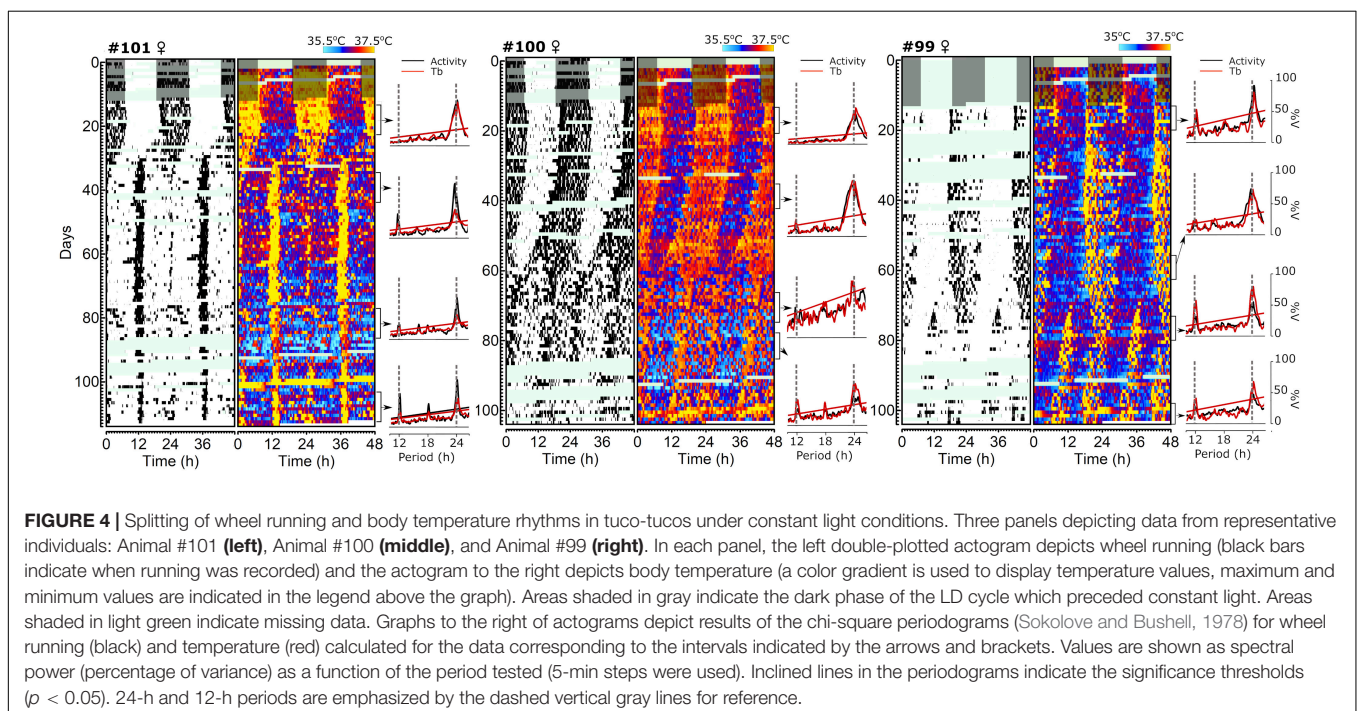 #101 ♀
35.5°C 37.5°C
Activity
Tb
0
20
40
60
80
100
Days
0 12 24 36
0 12 24 36 48
Time (h)
Time (h)
12 18 24
Period (h)
#100 ♀
35.5°C 37.5°C
Activity
Tb
0
20
40
60
80
100
0 12 24 36
0 12 24 36 48
Time (h)
Time (h)
12 18 24
Period (h)
#99 ♀
35°C 37.5°C
Activity
Tb
0
20
40
60
80
100
0 12 24 36
0 12 24 36 48
Time (h)
Time (h)
12 18 24
Period (h)
100
50
0
V%
100
50
0
V%
100
50
0
V%
100
50
0
V%
FIGURE 4 | Splitting of wheel running and body temperature rhythms in tuco-tucos under constant light conditions. Three panels depicting data from representative
individuals: Animal #101 (left), Animal #100 (middle), and Animal #99 (right). In each panel, the left double-plotted actogram depicts wheel running (black bars
indicate when running was recorded) and the actogram to the right depicts body temperature (a color gradient is used to display temperature values, maximum and
minimum values are indicated in the legend above the graph). Areas shaded in gray indicate the dark phase of the LD cycle which preceded constant light. Areas
shaded in light green indicate missing data. Graphs to the right of actograms depict results of the chi-square periodograms (Sokolove and Bushell, 1978) for wheel
running (black) and temperature (red) calculated for the data corresponding to the intervals indicated by the arrows and brackets. Values are shown as spectral
power (percentage of variance) as a function of the period tested (5-min steps were used). Inclined lines in the periodograms indicate the significance thresholds
(p < 0.05). 24-h and 12-h periods are emphasized by the dashed vertical gray lines for reference.